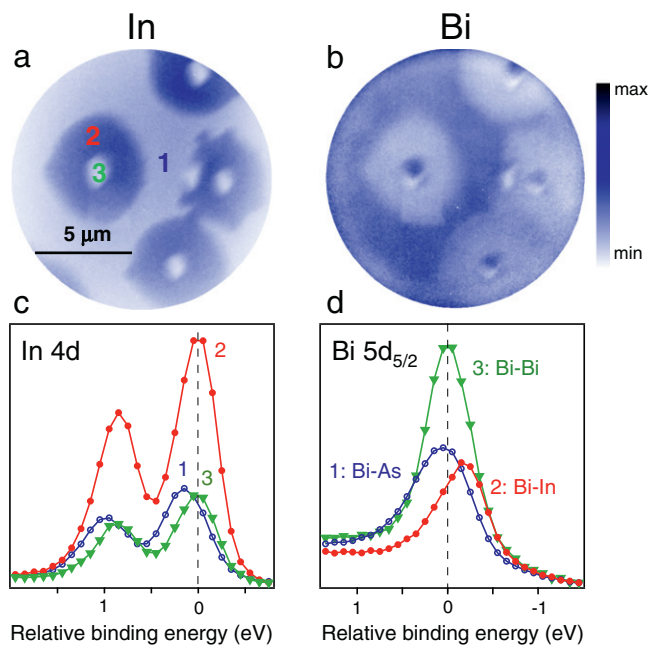 In
Bi
a
b
2
1
3
5 μm
max
min
c
d
In 4d
2
1
3
1
0
Relative binding energy (eV)
Bi 5d5/2
3: Bi-Bi
1: Bi-As
2: Bi-In
1
0
-1
Relative binding energy (eV)